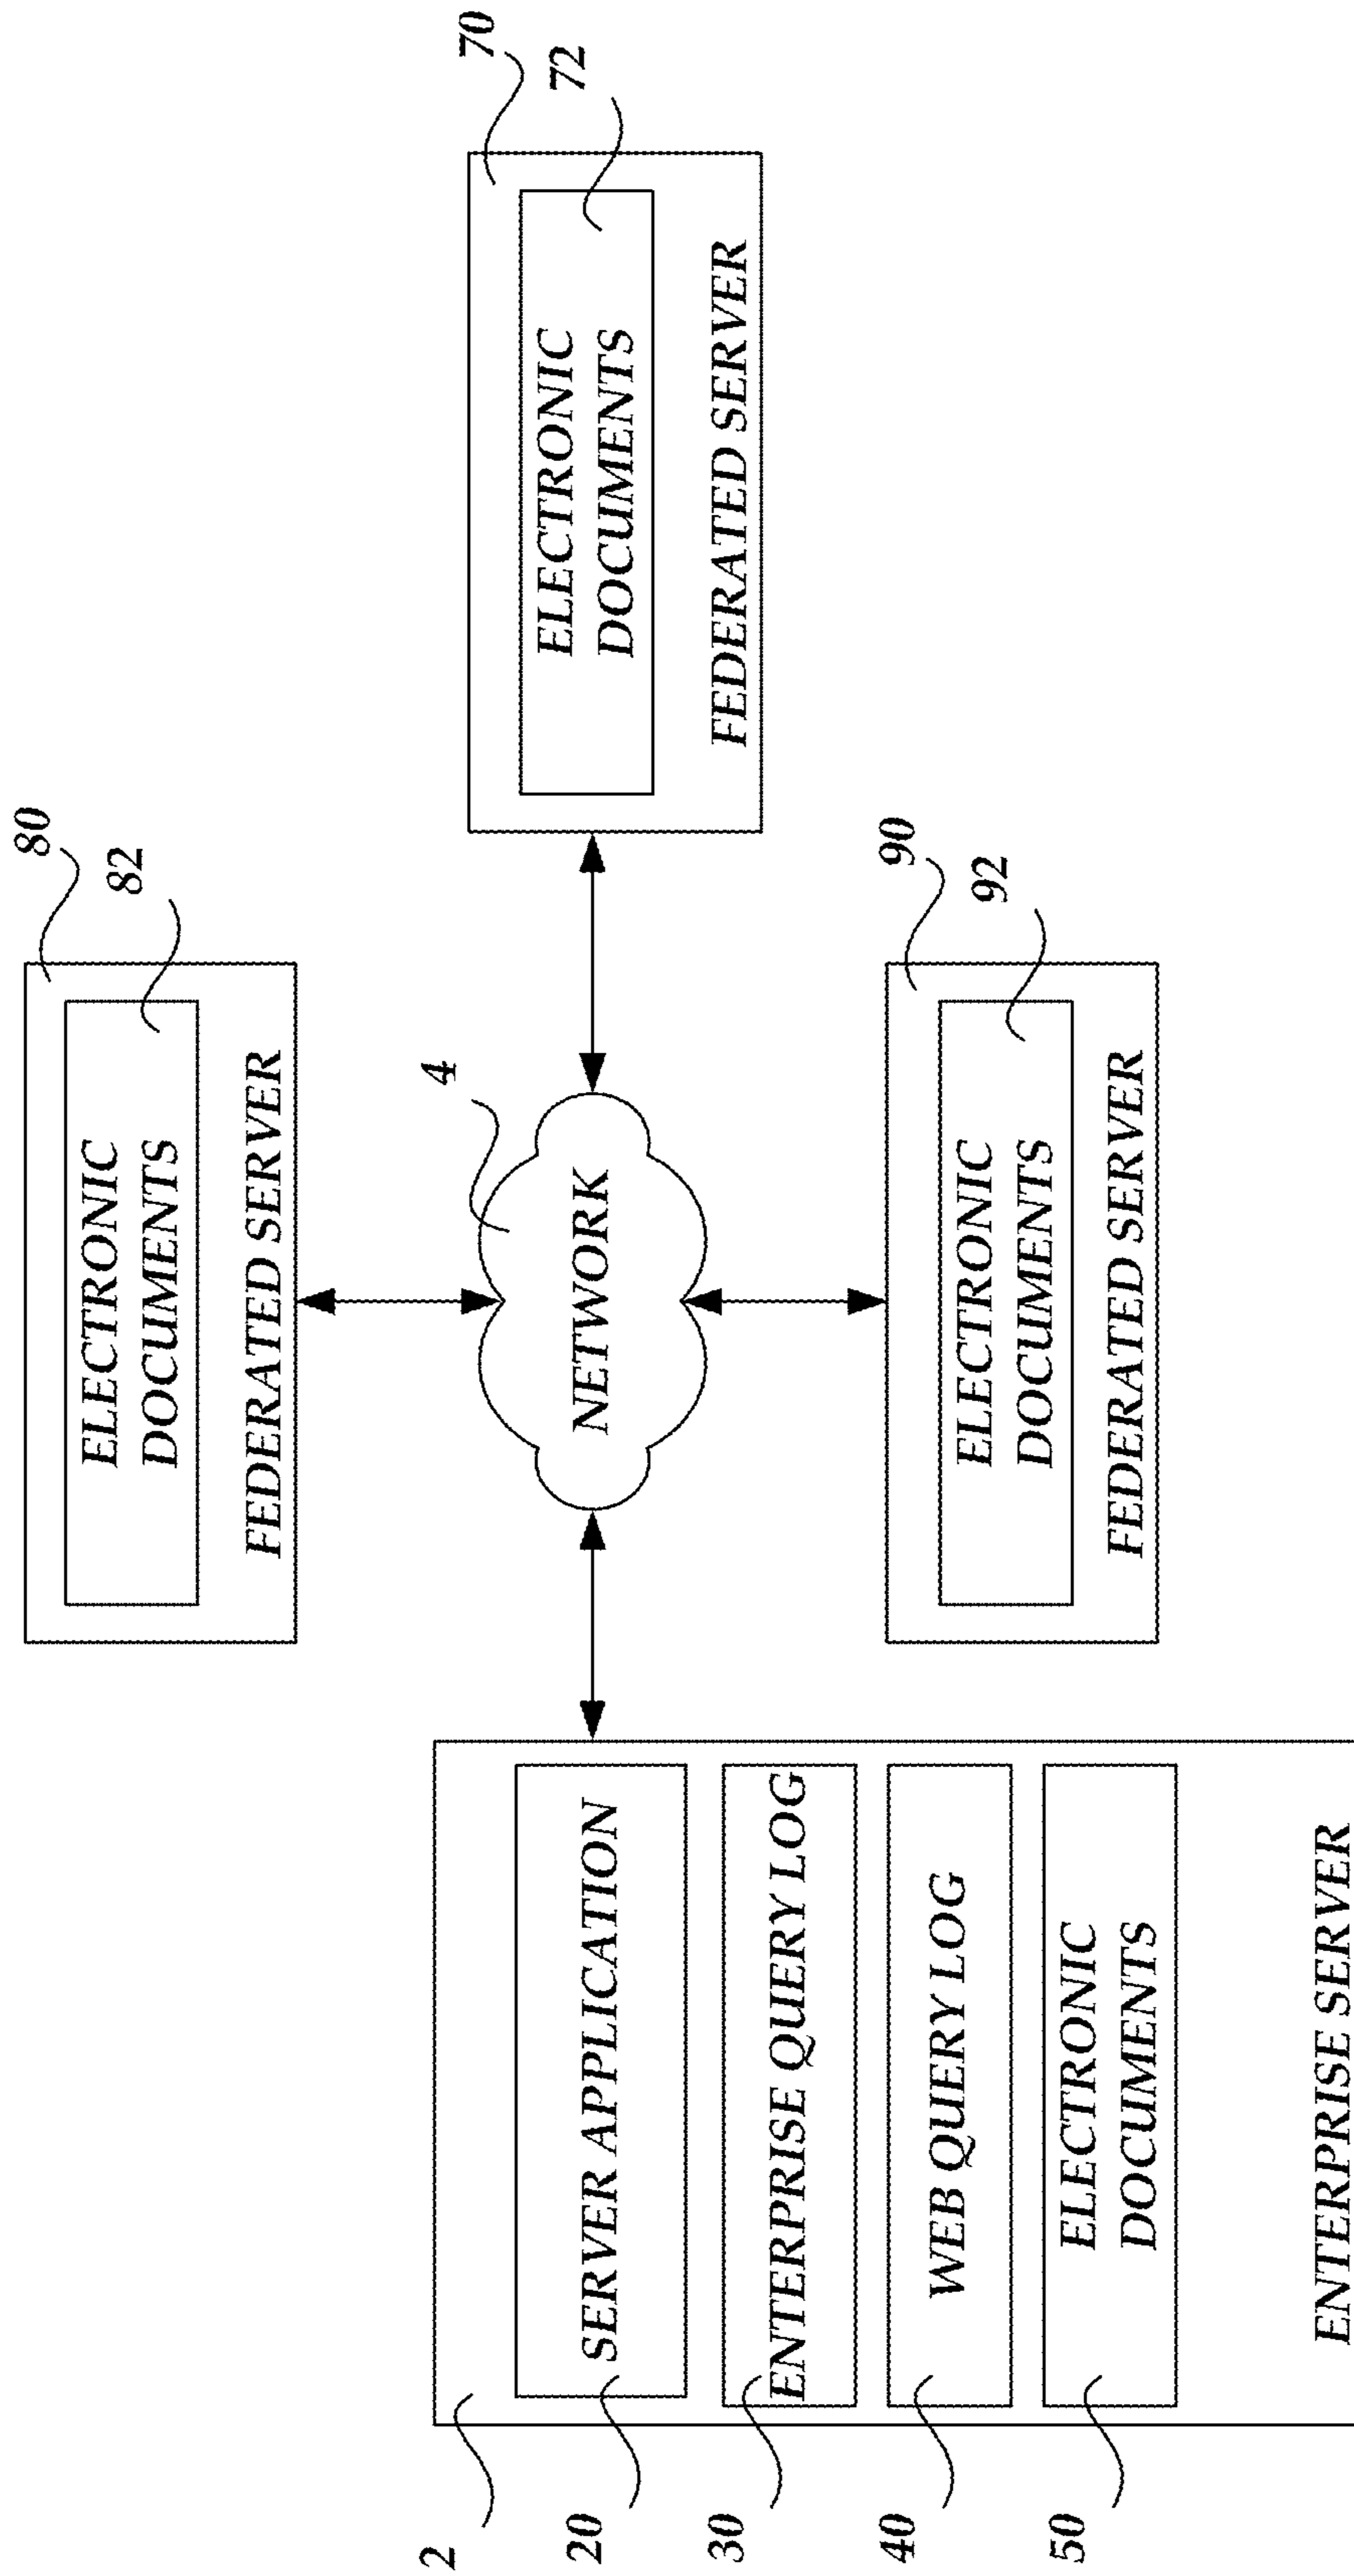 80
82
ELECTRONIC
DOCUMENTS
FEDERATED SERVER
2
20
SERVER APPLICATION
30
ENTERPRISE QUERY LOG
40
WEB QUERY LOG
50
ELECTRONIC
DOCUMENTS
ENTERPRISE SERVER
4
NETWORK
70
72
ELECTRONIC
DOCUMENTS
FEDERATED SERVER
90
92
ELECTRONIC
DOCUMENTS
FEDERATED SERVER